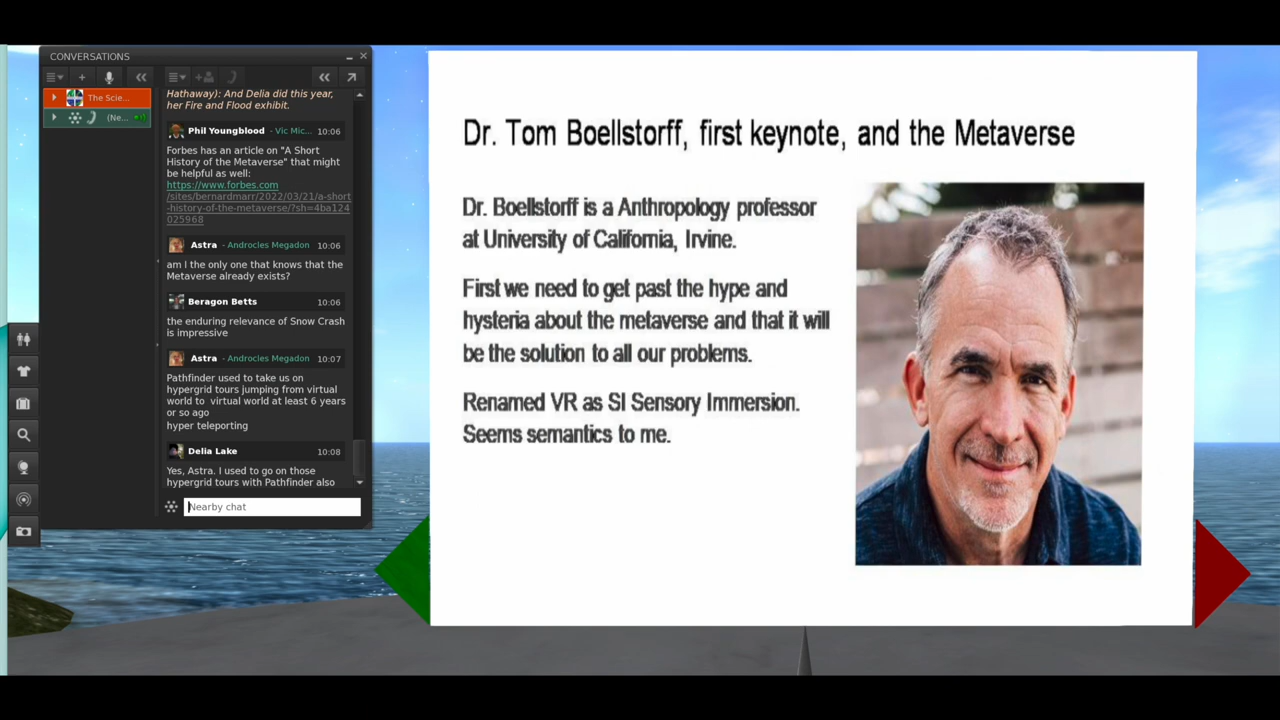 CONVERSATIONS
The Scie...
(Ne...
Hathaway): And Delia did this year,
her Fire and Flood exhibit.
Phil Youngblood - Vic Mic... 10:06
Forbes has an article on "A Short
History of the Metaverse" that might
be helpful as well:
https://www.forbes.com
/sites/bernardmarr/2022/03/21/a-short
-history-of-the-metaverse/?sh=4ba124
025968
Astra - Androcles Megadon 10:06
am I the only one that knows that the
Metaverse already exists?
Beragon Betts 10:06
the enduring relevance of Snow Crash
is impressive
Astra - Androcles Megadon 10:07
Pathfinder used to take us on
hypergrid tours jumping from virtual
world to virtual world at least 6 years
or so ago
hyper teleporting
Delia Lake 10:08
Yes, Astra. I used to go on those
hypergrid tours with Pathfinder also
Nearby chat
Dr. Tom Boellstorff, first keynote, and the Metaverse
Dr. Boellstorff is a Anthropology professor
at University of California, Irvine.
First we need to get past the hype and
hysteria about the metaverse and that it will
be the solution to all our problems.
Renamed VR as SI Sensory Immersion.
Seems semantics to me.